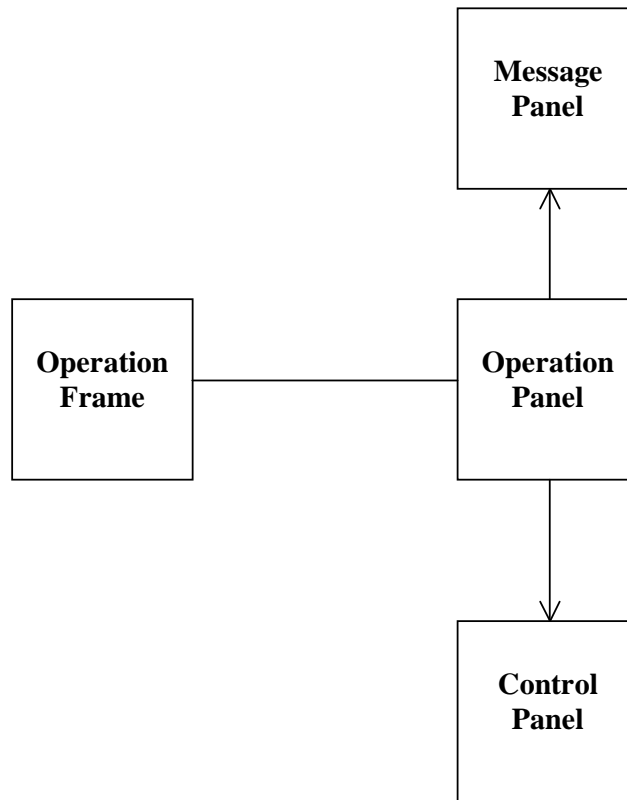 Message
Panel
Operation
Frame
Operation
Panel
Control
Panel